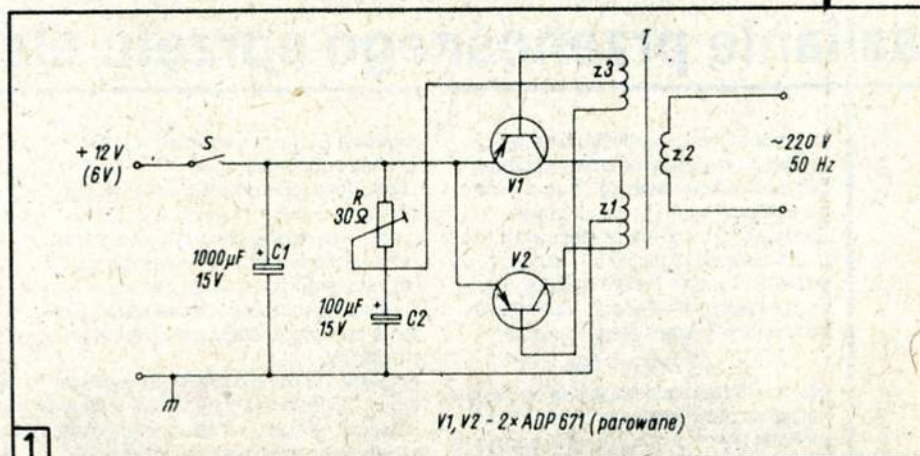 T
z3
+12V
(6V)
S
V1
z2
~220 V
50 Hz
R
30Ω
z1
1000µF
15V
+
C1
V2
100µF
15V
+
C2
V1, V2 - 2×ADP 671 (parowane)
1